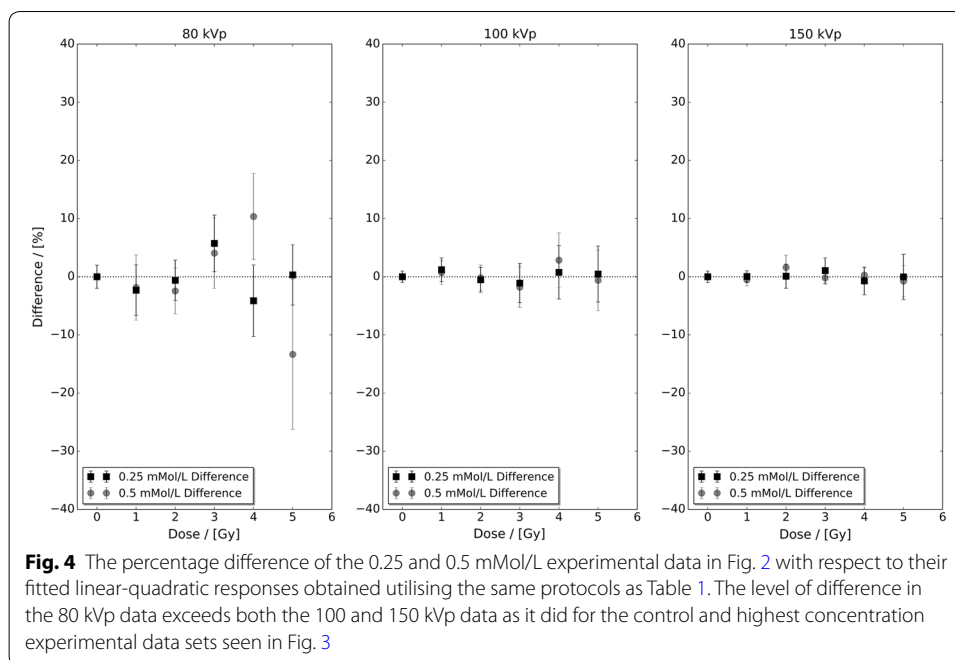 80 kVp
100 kVp
150 kVp
40
30
20
10
0
−10
−20
−30
−40
Difference / [%]
0.25 mMol/L Difference
0.5 mMol/L Difference
0 1 2 3 4 5 6
Dose / [Gy]
40
30
20
10
0
−10
−20
−30
−40
0.25 mMol/L Difference
0.5 mMol/L Difference
0 1 2 3 4 5 6
Dose / [Gy]
40
30
20
10
0
−10
−20
−30
−40
0.25 mMol/L Difference
0.5 mMol/L Difference
0 1 2 3 4 5 6
Dose / [Gy]
Fig. 4 The percentage difference of the 0.25 and 0.5 mMol/L experimental data in Fig. 2 with respect to their
fitted linear-quadratic responses obtained utilising the same protocols as Table 1. The level of difference in
the 80 kVp data exceeds both the 100 and 150 kVp data as it did for the control and highest concentration
experimental data sets seen in Fig. 3